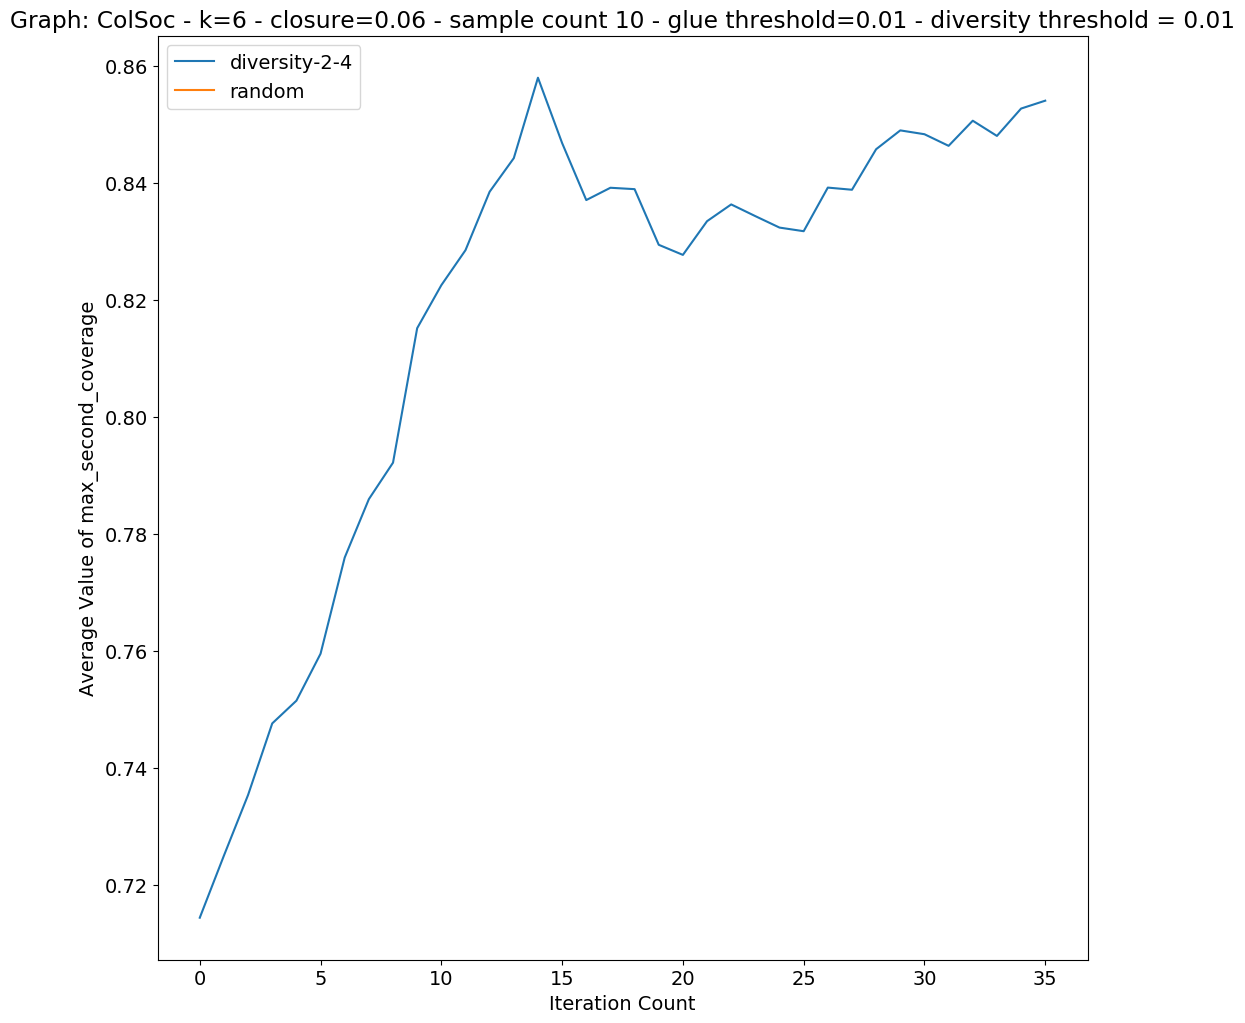 Graph: ColSoc - k=6 - closure=0.06 - sample count 10 - glue threshold=0.01 - diversity threshold = 0.01
diversity-2-4
random
0.86
0.84
0.82
0.80
0.78
0.76
0.74
0.72
Average Value of max_second_coverage
0 5 10 15 20 25 30 35
Iteration Count